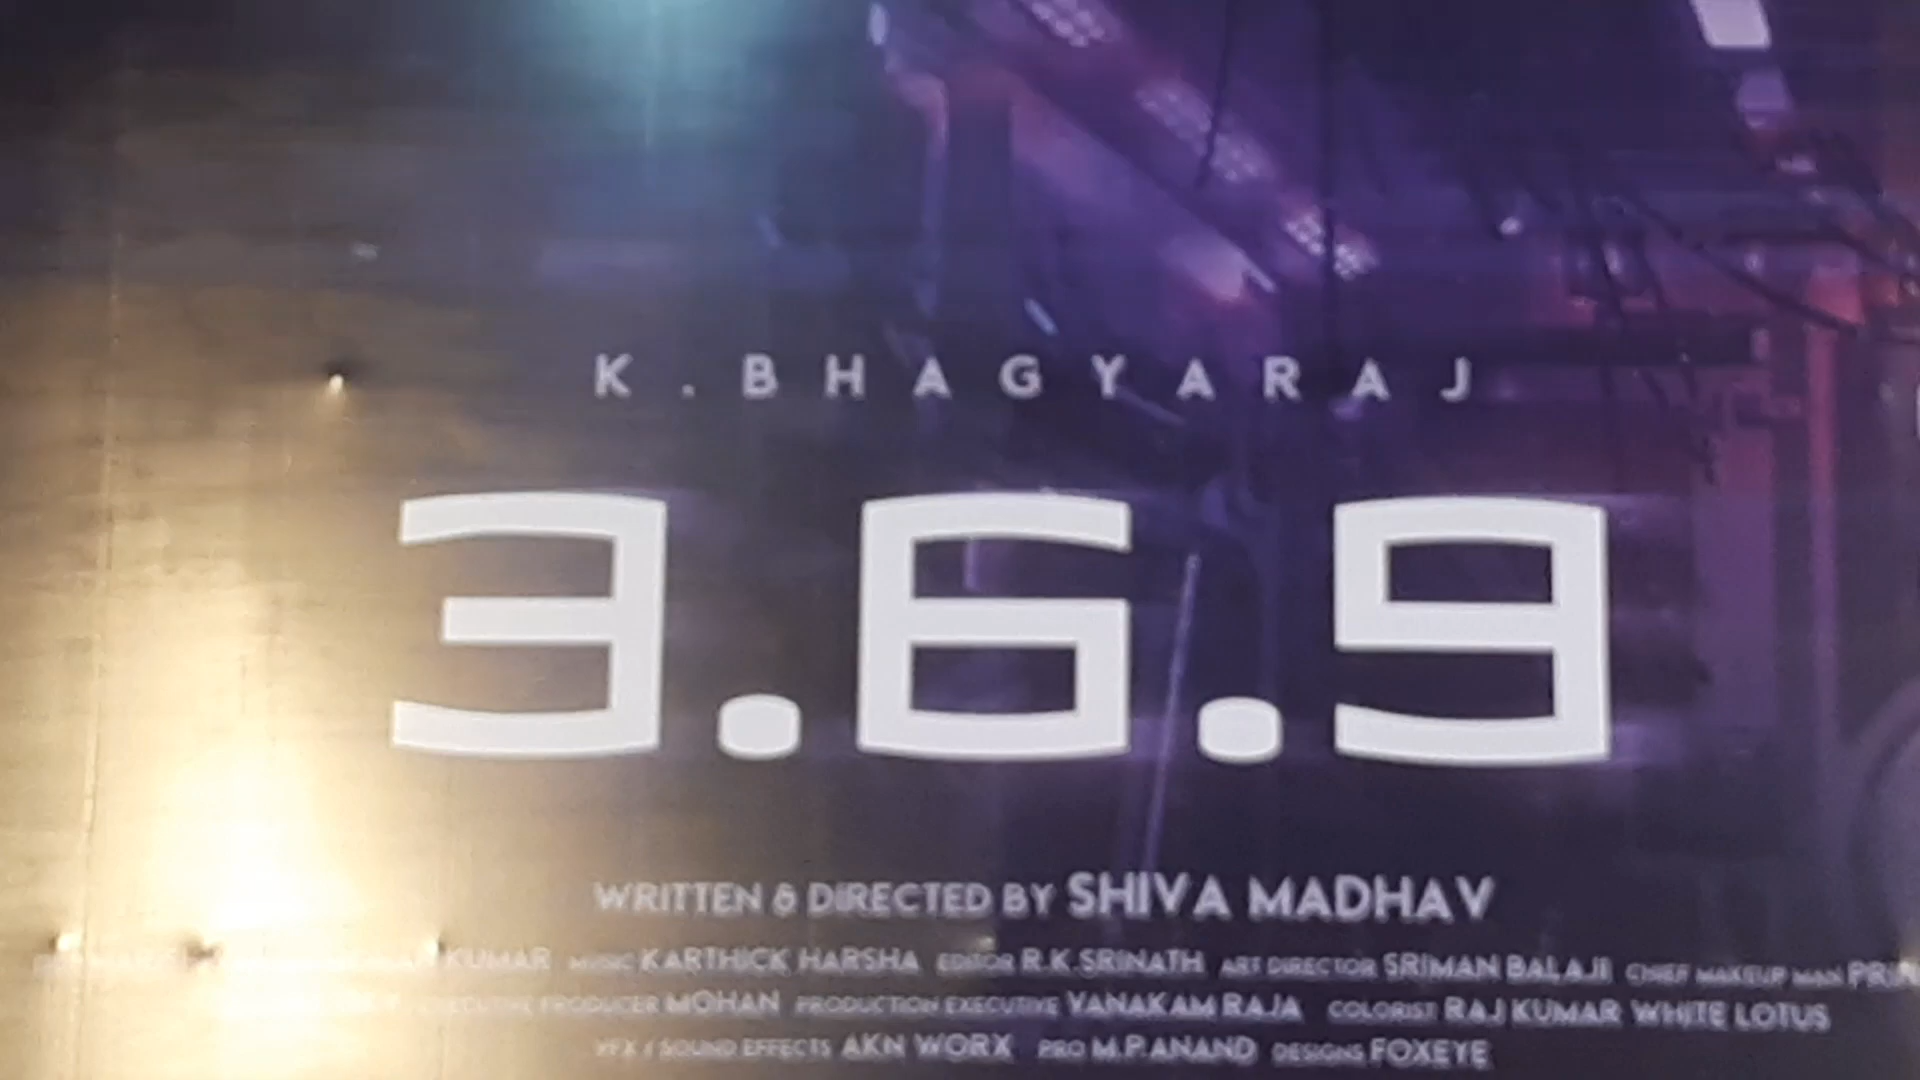 K.BHAGYARAJ
3.6.9
WRITTEN & DIRECTED BY SHIVA MADHAV
KUMAR MUSIC KARTHICK HARSHA EDITOR R.K.SRINATH ART DIRECTOR SRIMAN BALAJI CHIEF MAKEUP MAN
EXECUTIVE PRODUCER MOHAN PRODUCTION EXECUTIVE VANAKAM RAJA COLORIST RAJ KUMAR WHITE LOTUS
VFX / SOUND EFFECTS AKN WORX PRO M.P.ANAND DESIGNS FOXEYE